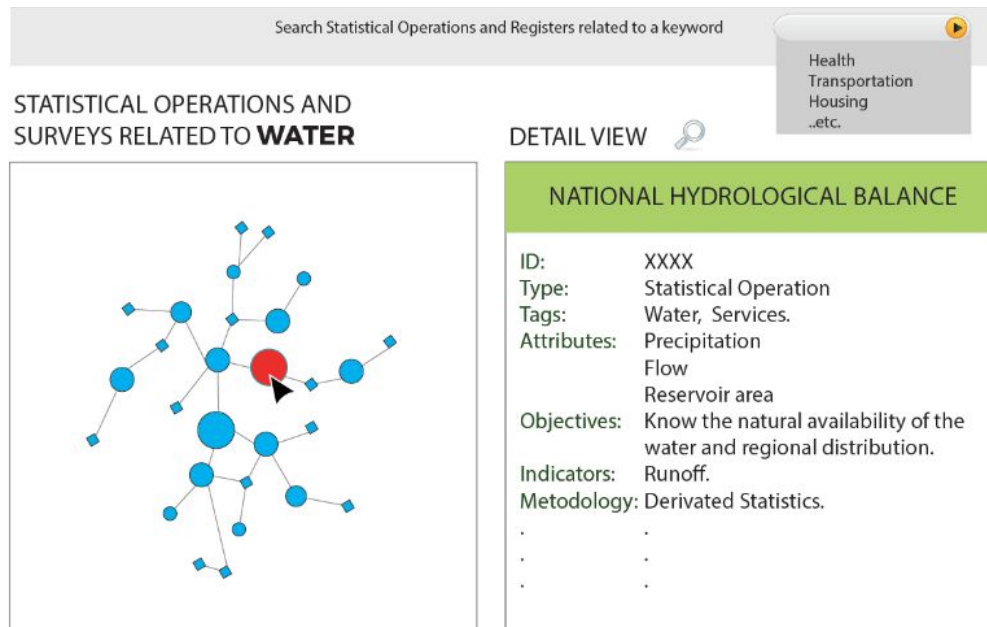 Search Statistical Operations and Registers related to a keyword
Health
Transportation
Housing
..etc.
STATISTICAL OPERATIONS AND
SURVEYS RELATED TO WATER
DETAIL VIEW
NATIONAL HYDROLOGICAL BALANCE
ID: XXXX
Type: Statistical Operation
Tags: Water, Services.
Attributes: Precipitation
Flow
Reservoir area
Objectives: Know the natural availability of the
water and regional distribution.
Indicators: Runoff.
Metodology: Derivated Statistics.
. .
. .
. .